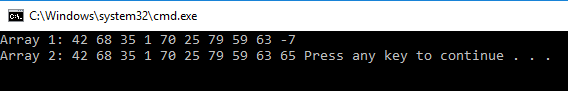 C:\Windows\system32\cmd.exe
Array 1: 42 68 35 1 70 25 79 59 63 -7
Array 2: 42 68 35 1 70 25 79 59 63 65 Press any key to continue . . .